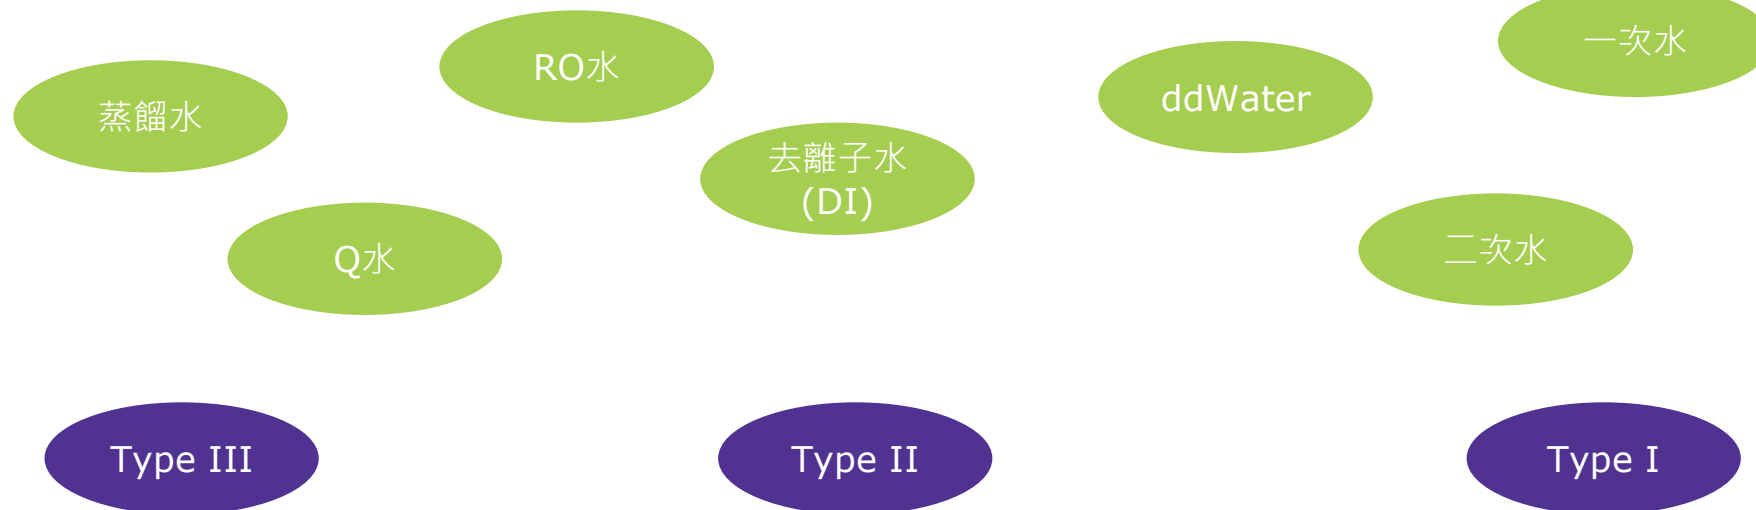 蒸餾水
RO水
Q水
去離子水
(DI)
ddWater
一次水
二次水
Type III
Type II
Type I